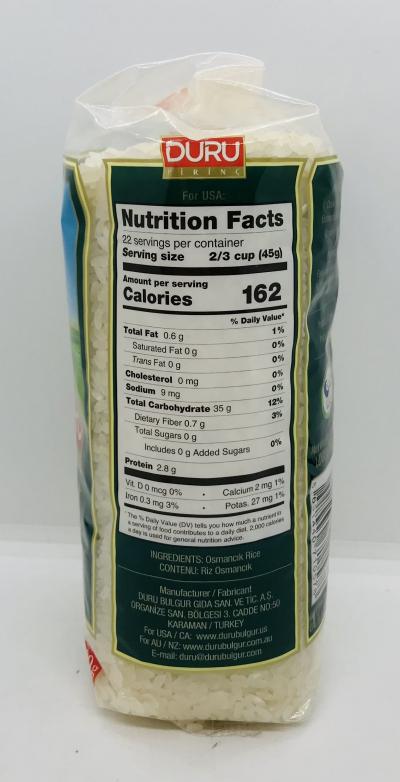 DURU
PİRİNÇ
For USA:
Nutrition Facts
22 servings per container
Serving size 2/3 cup (45g)
Amount per serving
Calories 162
% Daily Value*
Total Fat 0.6 g 1%
Saturated Fat 0 g 0%
Trans Fat 0 g 0%
Cholesterol 0 mg 0%
Sodium 9 mg 0%
Total Carbohydrate 35 g 12%
Dietary Fiber 0.7 g 3%
Total Sugars 0 g
Includes 0 g Added Sugars 0%
Protein 2.8 g
Vit. D 0 mcg 0% • Calcium 2 mg 1%
Iron 0.3 mg 3% • Potas. 27 mg 1%
*The % Daily Value (DV) tells you how much a nutrient in
a serving of food contributes to a daily diet. 2,000 calories
a day is used for general nutrition advice.
INGREDIENTS: Osmancık Rice
CONTENU: Riz Osmancık
Manufacturer / Fabricant
DURU BULGUR GIDA SAN. VE TİC. A.S.
ORGANİZE SAN. BÖLGESİ 3. CADDE NO:50
KARAMAN / TURKEY
For USA / CA: www.durubulgur.us
For AU / NZ: www.durubulgur.com.au
E-mail: duru@durubulgur.com